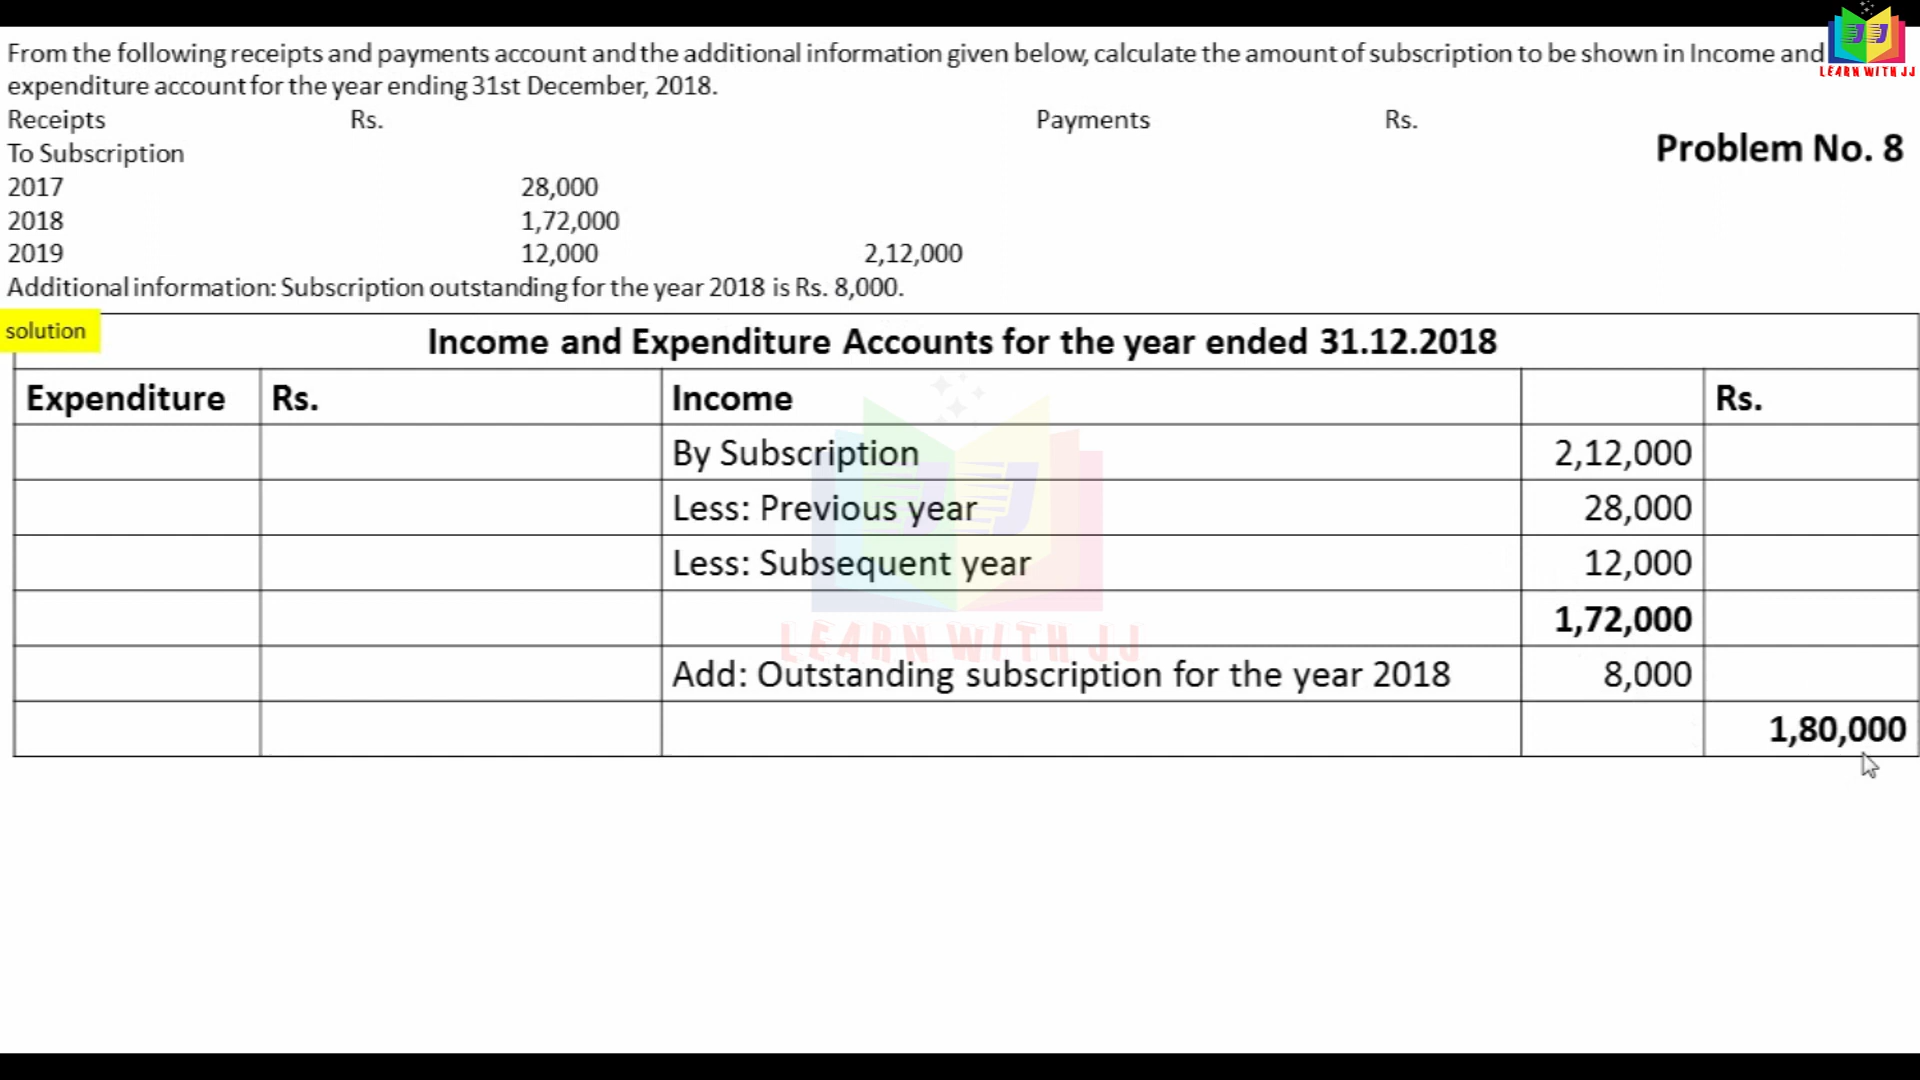 From the following receipts and payments account and the additional information given below, calculate the amount of subscription to be shown in Income and
expenditure account for the year ending 31st December, 2018.
LEARN WITH JJ
Receipts Rs. Payments Rs.
Problem No. 8
To Subscription
2017 28,000
2018 1,72,000
2019 12,000 2,12,000
Additional information: Subscription outstanding for the year 2018 is Rs. 8,000.
solution
Income and Expenditure Accounts for the year ended 31.12.2018
Expenditure Rs. Income Rs.
By Subscription 2,12,000
Less: Previous year 28,000
Less: Subsequent year 12,000
1,72,000
LEARN WITH JJ
Add: Outstanding subscription for the year 2018 8,000
1,80,000